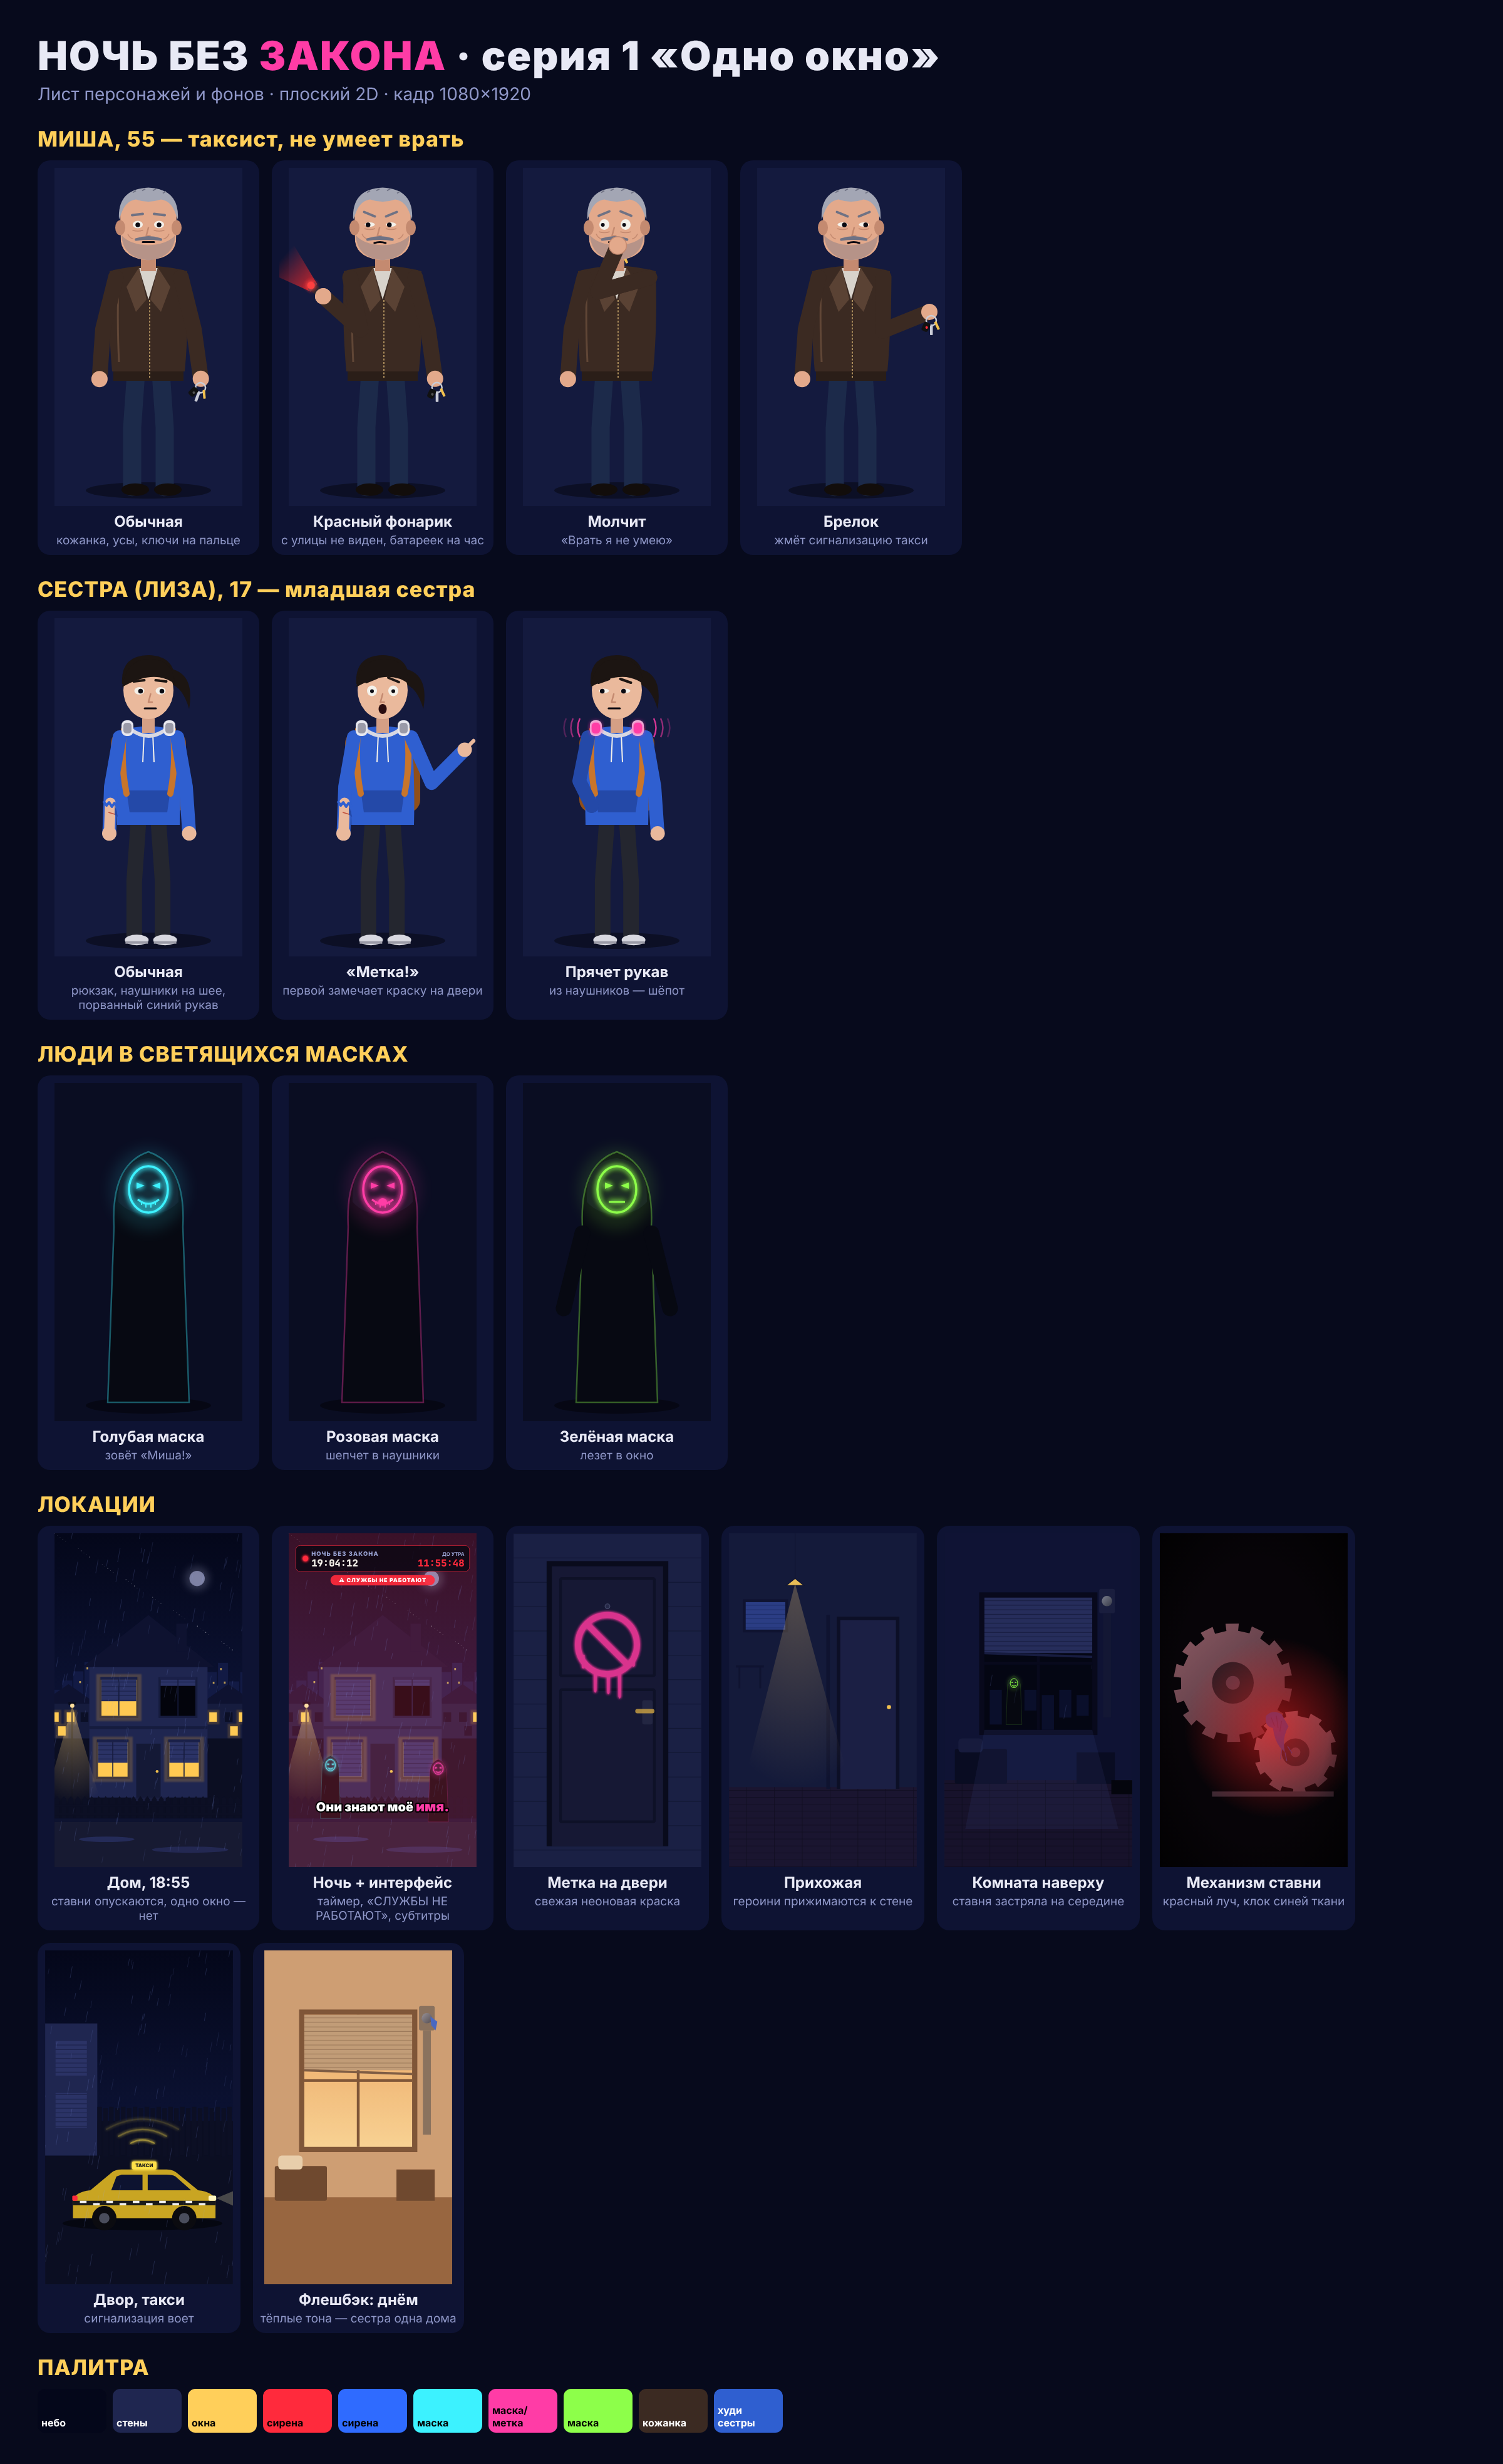 НОЧЬ БЕЗ ЗАКОНА · серия 1 «Одно окно»
Лист персонажей и фонов · плоский 2D · кадр 1080×1920
МИША, 55 — таксист, не умеет врать
Обычная
кожанка, усы, ключи на пальце
Красный фонарик
с улицы не виден, батареек на час
Молчит
«Врать я не умею»
Брелок
жмёт сигнализацию такси
СЕСТРА (ЛИЗА), 17 — младшая сестра
Обычная
рюкзак, наушники на шее,
порванный синий рукав
«Метка!»
первой замечает краску на двери
Прячет рукав
из наушников — шёпот
ЛЮДИ В СВЕТЯЩИХСЯ МАСКАХ
Голубая маска
зовёт «Миша!»
Розовая маска
шепчет в наушники
Зелёная маска
лезет в окно
ЛОКАЦИИ
НОЧЬ БЕЗ ЗАКОНА
ДО УТРА
19:04:12
11:55:48
▲ СЛУЖБЫ НЕ РАБОТАЮТ
Они знают моё имя.
Дом, 18:55
ставни опускаются, одно окно —
нет
Ночь + интерфейс
таймер, «СЛУЖБЫ НЕ
РАБОТАЮТ», субтитры
Метка на двери
свежая неоновая краска
Прихожая
героини прижимаются к стене
Комната наверху
ставня застряла на середине
Механизм ставни
красный луч, клок синей ткани
ТАКСИ
Двор, такси
сигнализация воет
Флешбэк: днём
тёплые тона — сестра одна дома
ПАЛИТРА
небо
стены
окна
сирена
сирена
маска
маска/
метка
маска
кожанка
худи
сестры